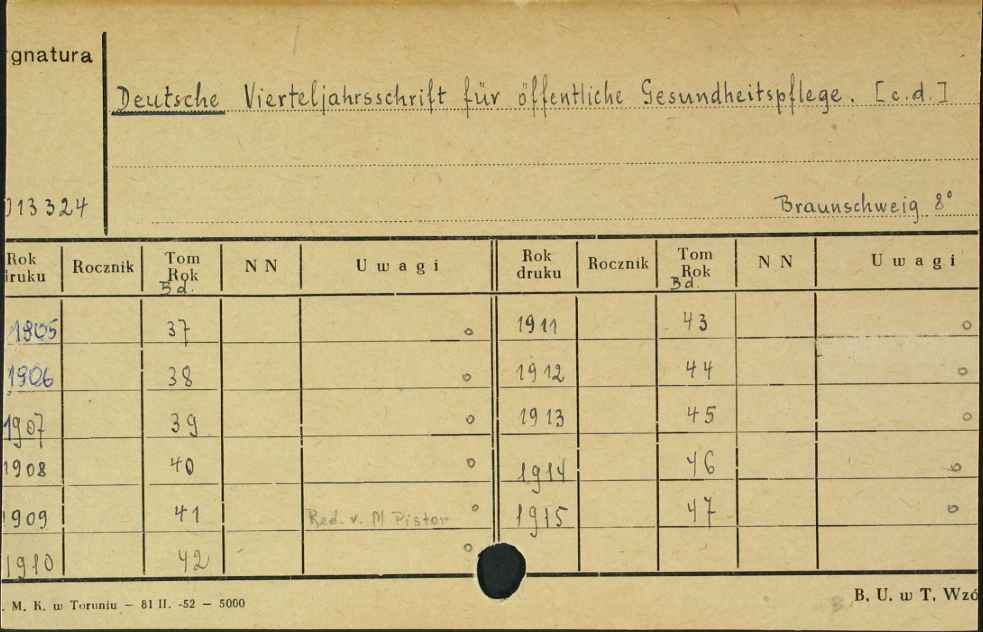 gnatura
Deutsche Vierteljahrsschrift für öffentliche Gesundheitspflege. [c.d.]
013324
Braunschweig 8°
Rok druku Rocznik Tom Rok Bd. N N Uwagi Rok druku Rocznik Tom Rok Bd. N N Uwagi
1905 37 o 1911 43 o
1906 38 o 1912 44 o
1907 39 o 1913 45 o
1908 40 o 1914 46 o
1909 41 Red. v. M Pistor o 1915 47 o
1910 42 o
. M. K. w Toruniu – 81 II. -52 – 5000
B. U. w T. Wzó